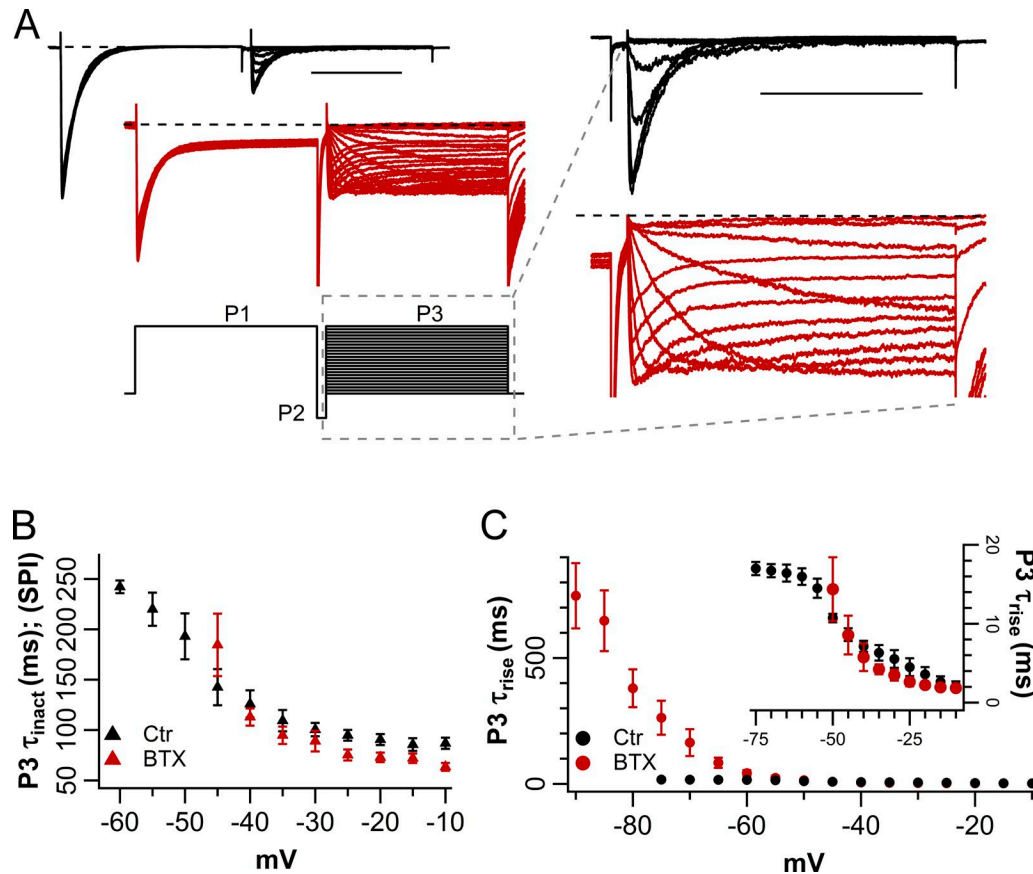 A
P1
P3
P2
B
P3 τinact (ms); (SPI)
250
200
150
100
50
Ctr
BTX
-60
-50
-40
-30
-20
-10
mV
C
P3 τrise (ms)
500
0
Ctr
BTX
-80
-60
-40
-20
mV
20
10
0
P3 τrise (ms)
-75
-50
-25